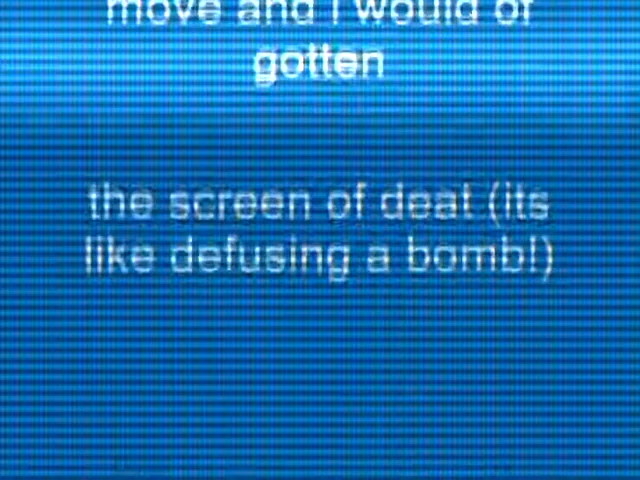 move and I would of
gotten
the screen of deat (its
like defusing a bomb!)